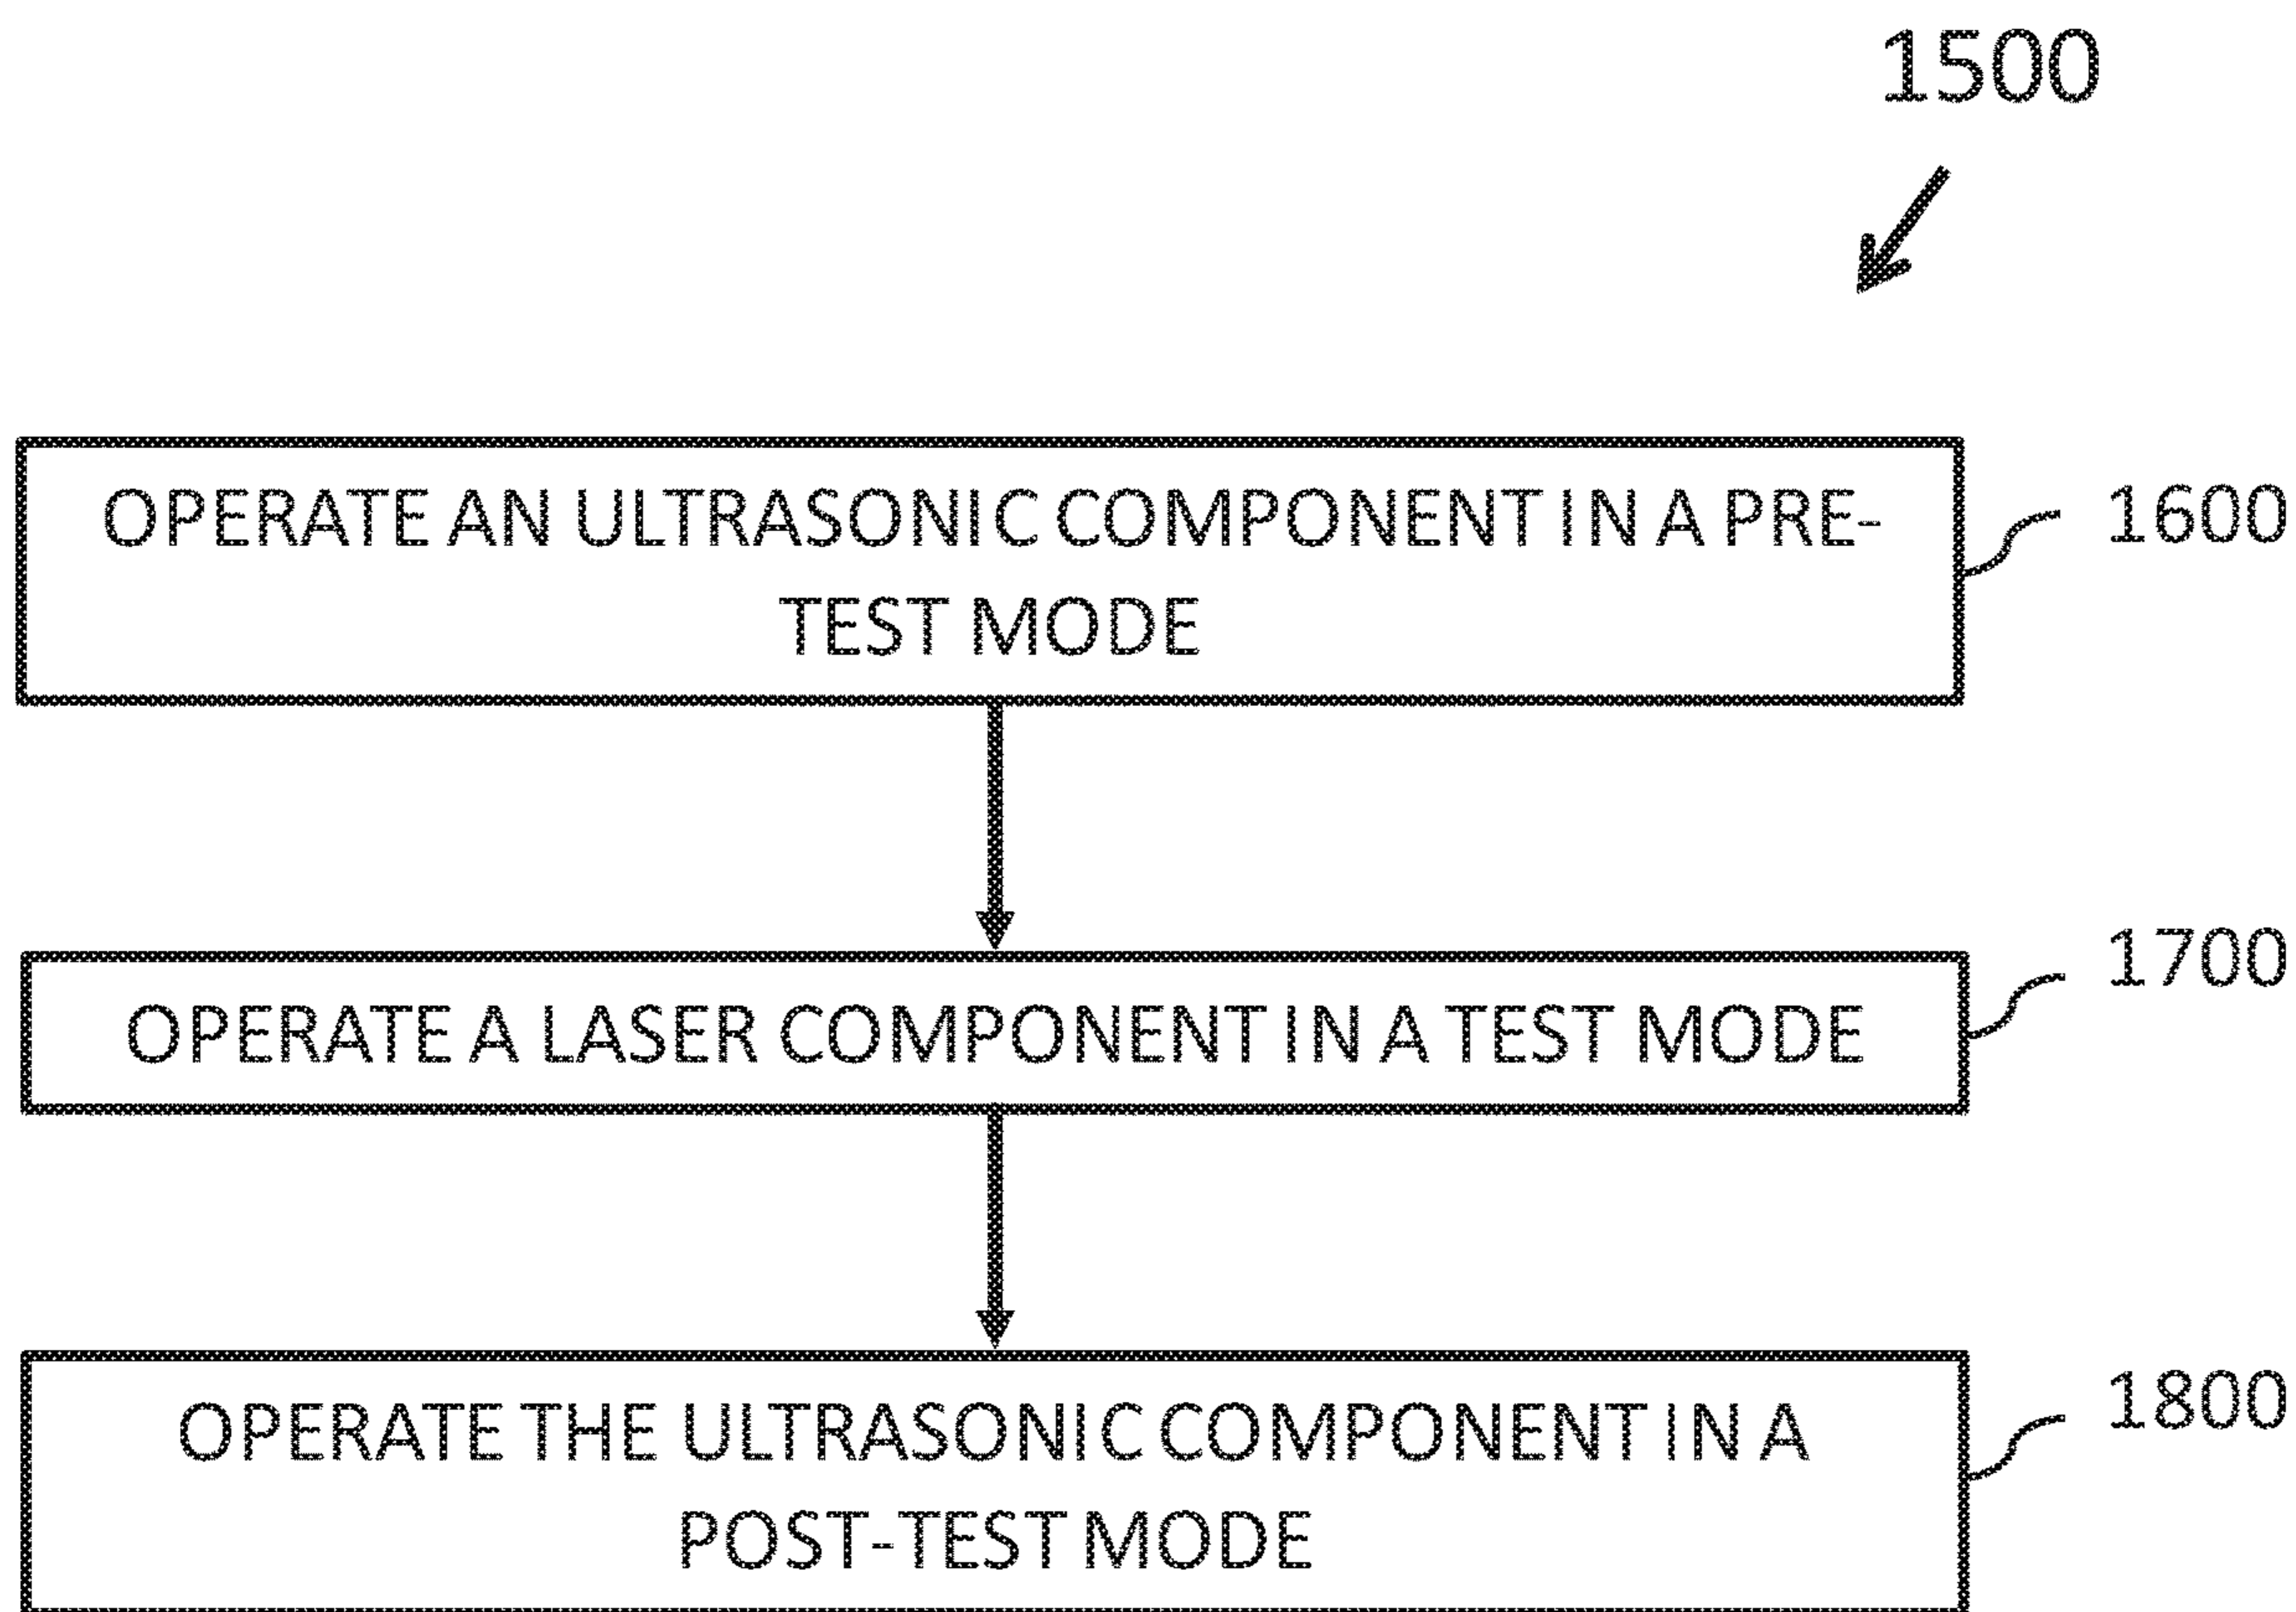 1500
OPERATE AN ULTRASONIC COMPONENT IN A PRE-
TEST MODE
1600
OPERATE A LASER COMPONENT IN A TEST MODE
1700
OPERATE THE ULTRASONIC COMPONENT IN A
POST-TEST MODE
1800